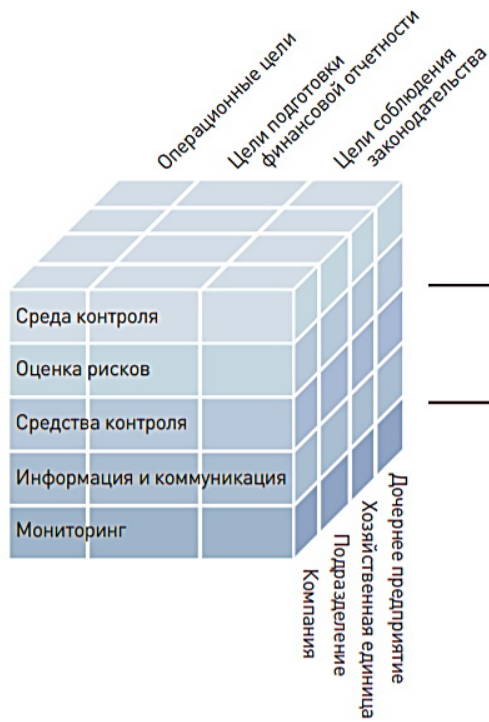 Операционные цели
Цели подготовки
финансовой отчетности
Цели соблюдения
законодательства
Среда контроля
Оценка рисков
Средства контроля
Информация и коммуникация
Мониторинг
Компания
Подразделение
Хозяйственная единица
Дочернее предприятие